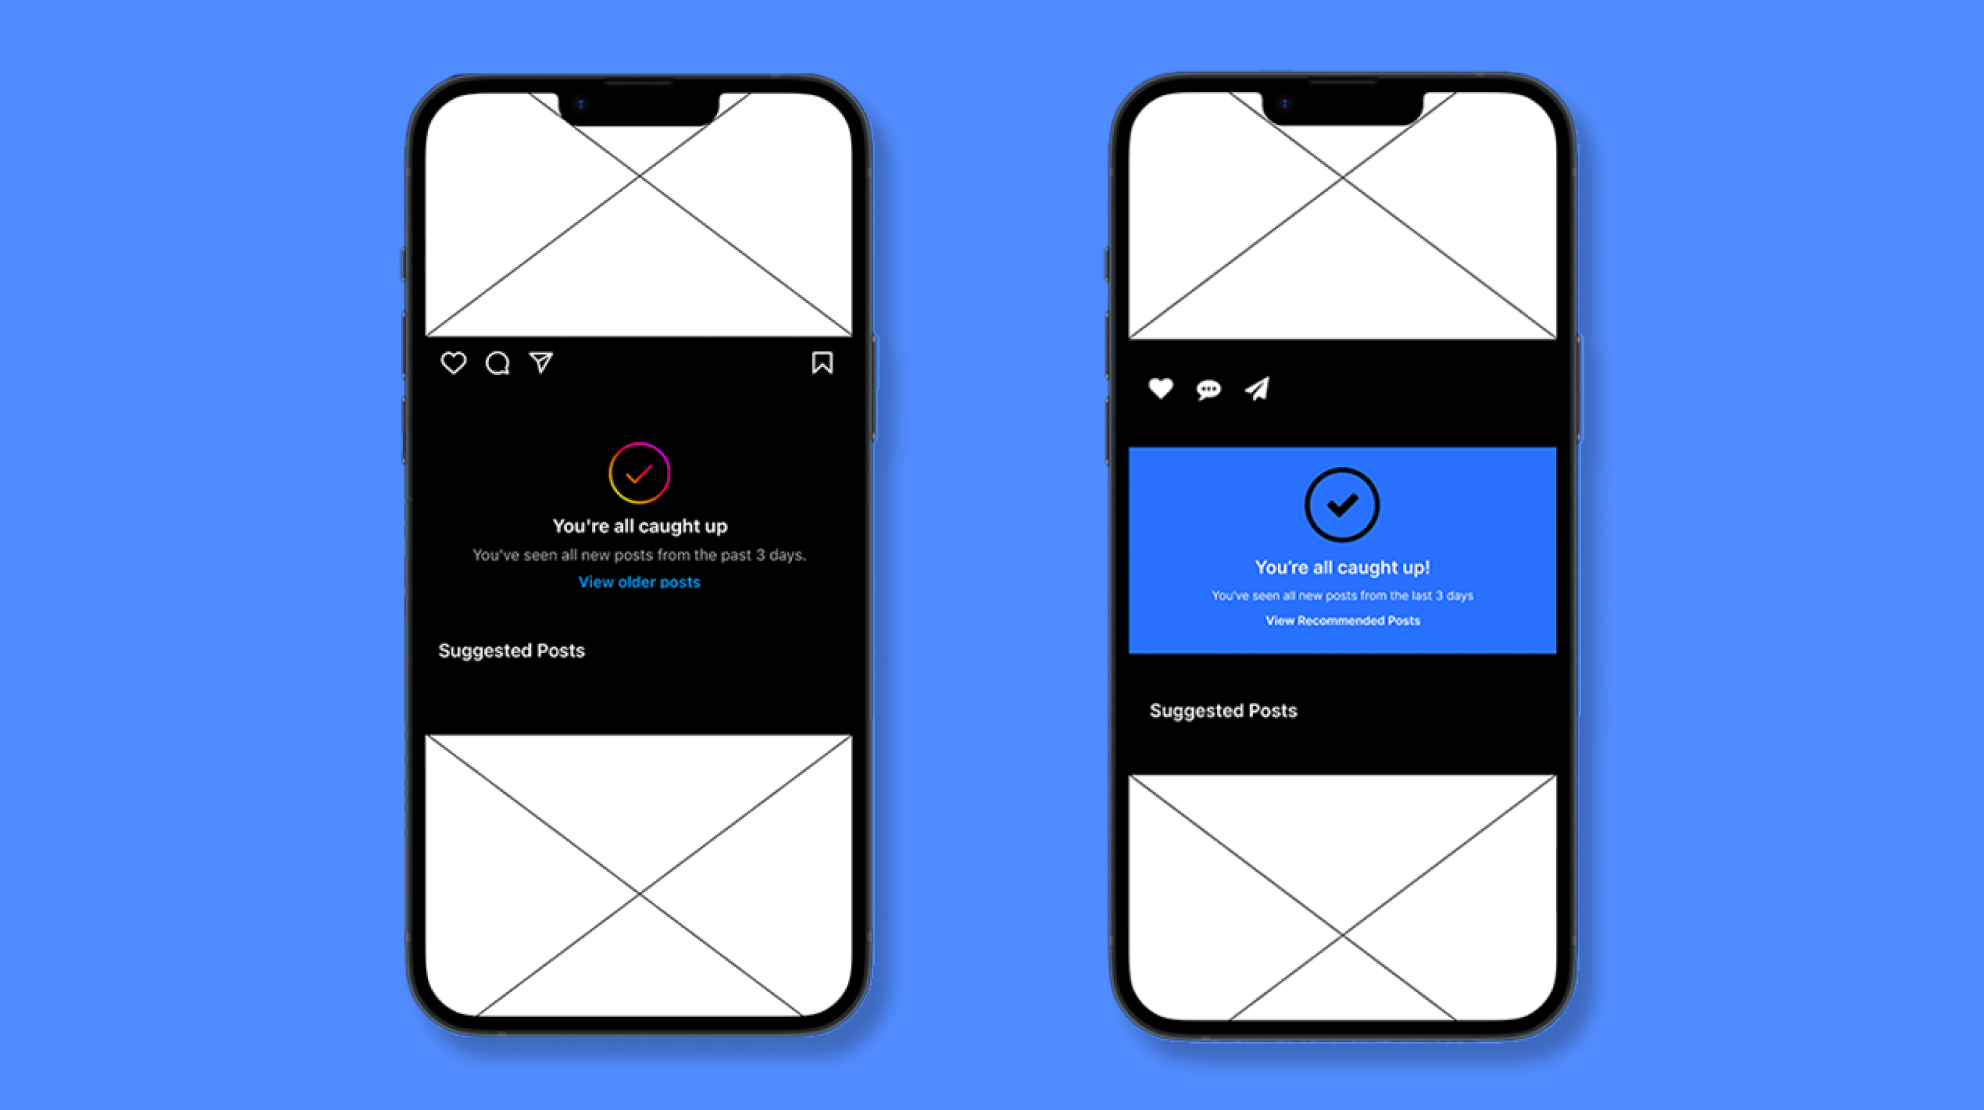 You're all caught up
You've seen all new posts from the past 3 days.
View older posts
Suggested Posts
You're all caught up!
You've seen all new posts from the last 3 days
View Recommended Posts
Suggested Posts